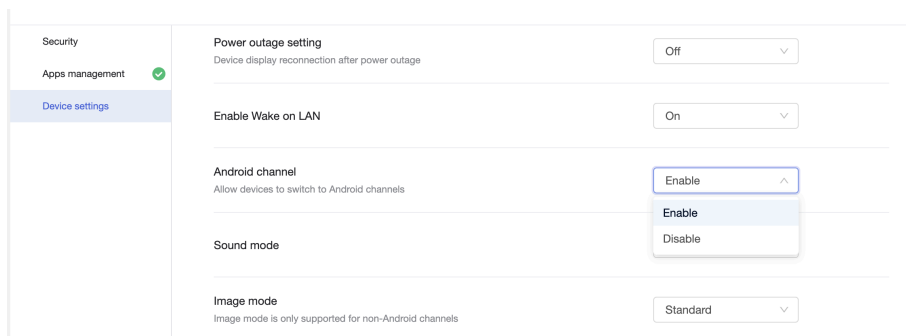 Security
Apps management
Device settings
Power outage setting
Device display reconnection after power outage
Off
Enable Wake on LAN
On
Android channel
Allow devices to switch to Android channels
Enable
Enable
Disable
Sound mode
Image mode
Image mode is only supported for non-Android channels
Standard